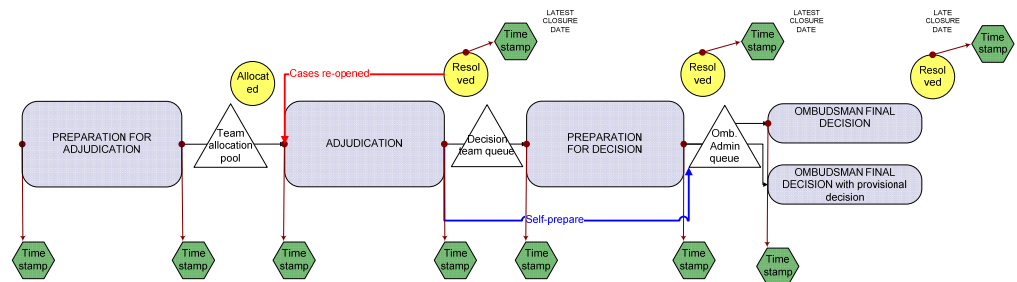 LATEST
CLOSURE
DATE
LATEST
CLOSURE
DATE
LATE
CLOSURE
DATE
Time
stamp
Time
stamp
Time
stamp
Allocat
ed
Resol
ved
Resol
ved
Resol
ved
Cases re-opened
PREPARATION FOR
ADJUDICATION
Team
allocation
pool
ADJUDICATION
Decision
team queue
PREPARATION
FOR DECISION
Omb.
Admin
queue
OMBUDSMAN FINAL
DECISION
OMBUDSMAN FINAL
DECISION with provisional
decision
Self-prepare
Time
stamp
Time
stamp
Time
stamp
Time
stamp
Time
stamp
Time
stamp
Time
stamp